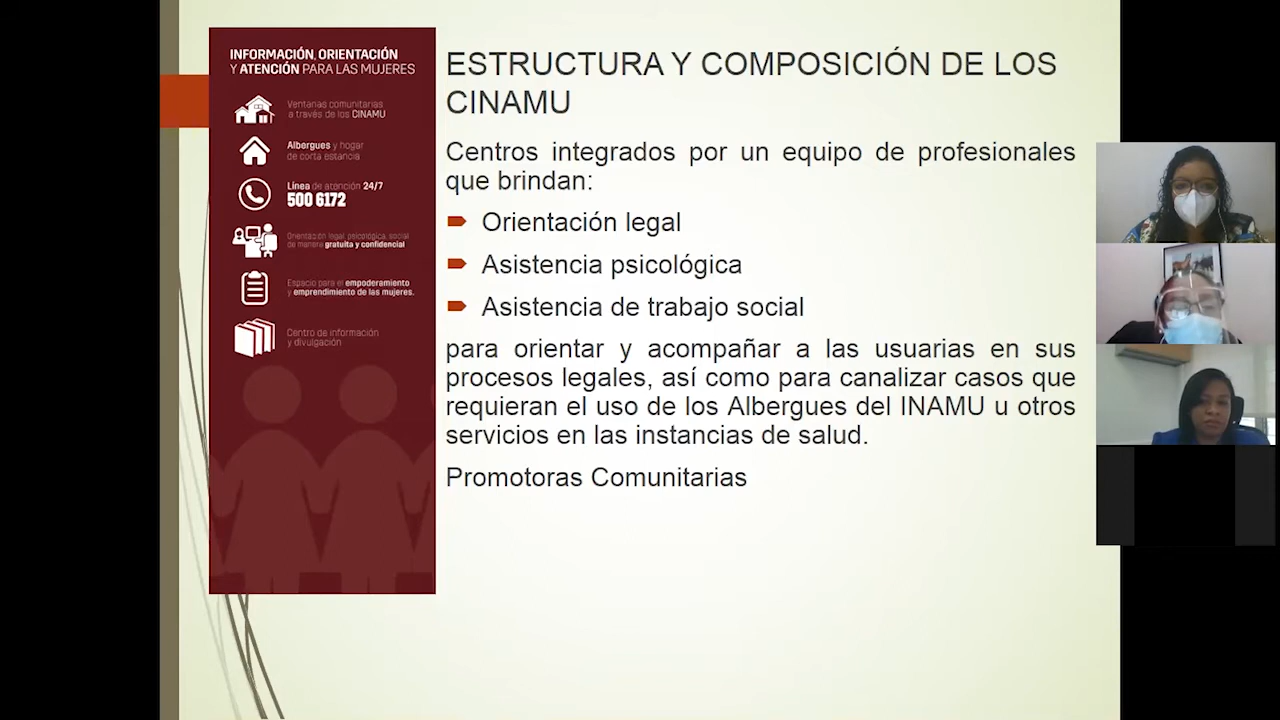 INFORMACIÓN, ORIENTACIÓN
Y ATENCIÓN PARA LAS MUJERES
Ventanas comunitarias
a través de los CINAMU
Albergues y hogar
de corta estancia
Línea de atención 24/7
500 6172
Orientación legal, psicológica, social
de manera gratuita y confidencial
Espacio para el empoderamiento
y emprendimiento de las mujeres.
Centro de información
y divulgación
ESTRUCTURA Y COMPOSICIÓN DE LOS
CINAMU
Centros integrados por un equipo de profesionales
que brindan:
Orientación legal
Asistencia psicológica
Asistencia de trabajo social
para orientar y acompañar a las usuarias en sus
procesos legales, así como para canalizar casos que
requieran el uso de los Albergues del INAMU u otros
servicios en las instancias de salud.
Promotoras Comunitarias